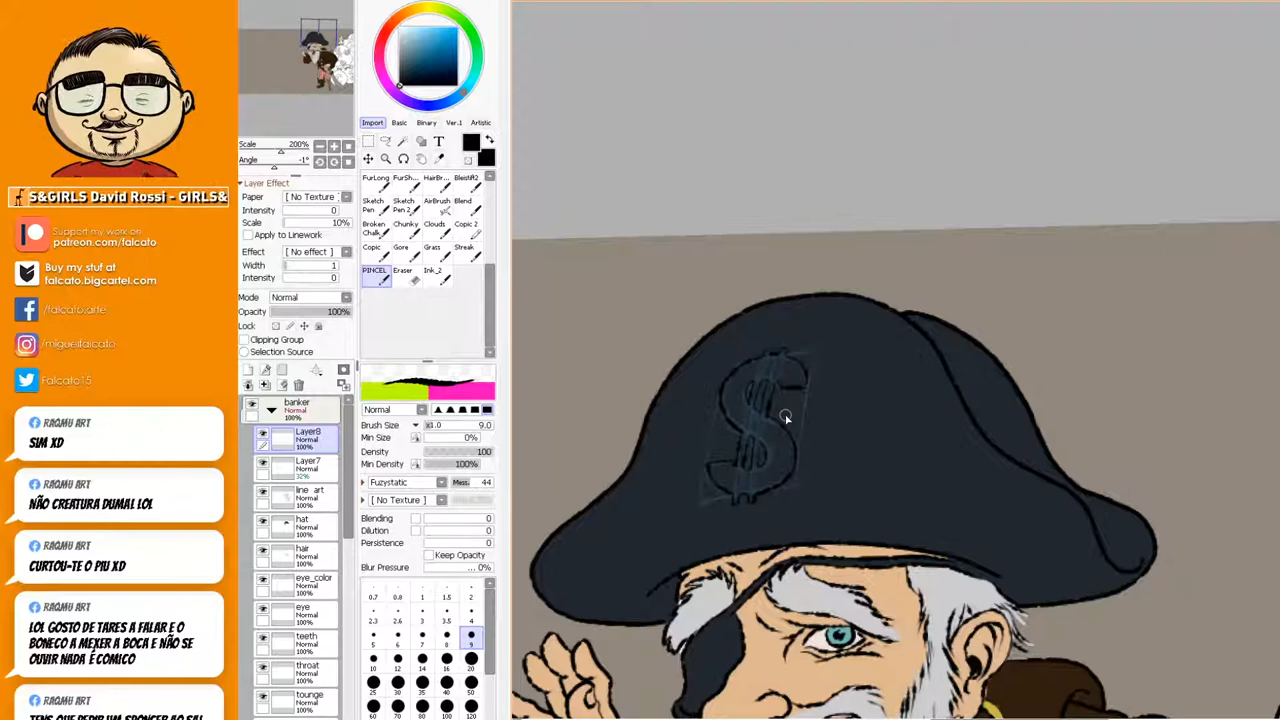 S&GIRLS David Rossi - GIRLS&
Support my work on
patreon.com/falcato
Buy my stuf at
falcato.bigcartel.com
/falcato.arte
/miguelfalcato
Falcato15
RAQMU ART
SIM XD
RAQMU ART
NÃO CREATURA DUMAL LOL
RAQMU ART
CURTOU-TE O PIU XD
RAQMU ART
LOL GOSTO DE TARES A FALAR E O
BONECO A MEXER A BOCA E NÃO SE
OUVIR NADA É COMICO
RAQMU ART
Scale 200%
Angle -1°
Layer Effect
Paper [ No Texture ]
Intensity 0
Scale 10%
Apply to Linework
Effect [ No effect ]
Width 1
Intensity 0
Mode Normal
Opacity 100%
Lock
Clipping Group
Selection Source
banker
Normal
100%
Layer8
Normal
100%
Layer7
Normal
32%
line art
Normal
100%
hat
Normal
100%
hair
Normal
100%
eye_color
Normal
100%
eye
Normal
100%
teeth
Normal
100%
throat
Normal
100%
tounge
Normal
Import Basic Binary Ver.1 Artistic
T
FurLong FurSh... HairBr... Bleistift2
Sketch Pen Sketch Pen 2 AirBrush Blend
Broken Chalk Chunky Clouds Copic 2
Copic Gore Grass Streak
PINCEL Eraser Ink_2
Normal
Brush Size x1.0 9.0
Min Size 0%
Density 100
Min Density 100%
Fuzystatic 44
[ No Texture ]
Blending 0
Dilution 0
Persistence 0
Keep Opacity
Blur Pressure ... 0%
0.7 0.8 1 1.5 2
2.3 2.6 3 3.5 4
5 6 7 8 9
10 12 14 16 20
25 30 35 40 50
60 70 80 100 120
$